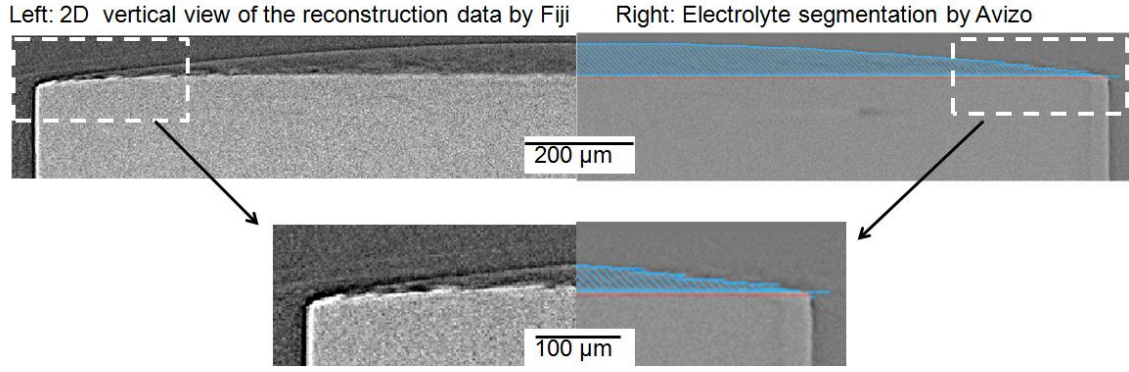 Left: 2D vertical view of the reconstruction data by Fiji
Right: Electrolyte segmentation by Avizo
200 µm
100 µm